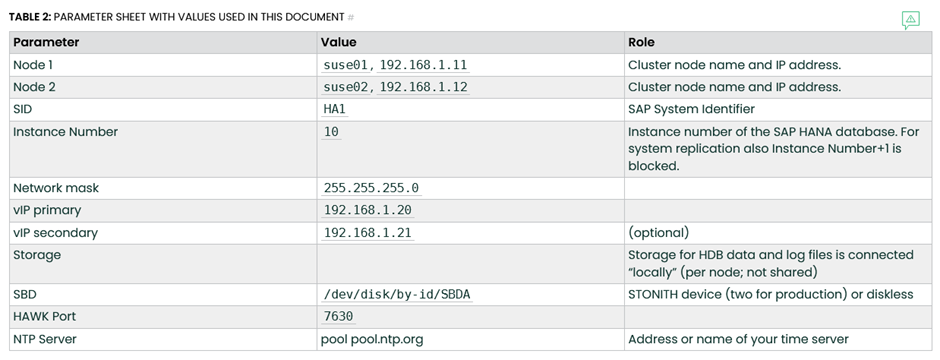 TABLE 2: PARAMETER SHEET WITH VALUES USED IN THIS DOCUMENT #
Parameter Value Role
Node 1 suse01, 192.168.1.11 Cluster node name and IP address.
Node 2 suse02, 192.168.1.12 Cluster node name and IP address.
SID HA1 SAP System Identifier
Instance Number 10 Instance number of the SAP HANA database. For
system replication also Instance Number+1 is
blocked.
Network mask 255.255.255.0
vIP primary 192.168.1.20
vIP secondary 192.168.1.21 (optional)
Storage Storage for HDB data and log files is connected
“locally” (per node; not shared)
SBD /dev/disk/by-id/SBDA STONITH device (two for production) or diskless
HAWK Port 7630
NTP Server pool pool.ntp.org Address or name of your time server